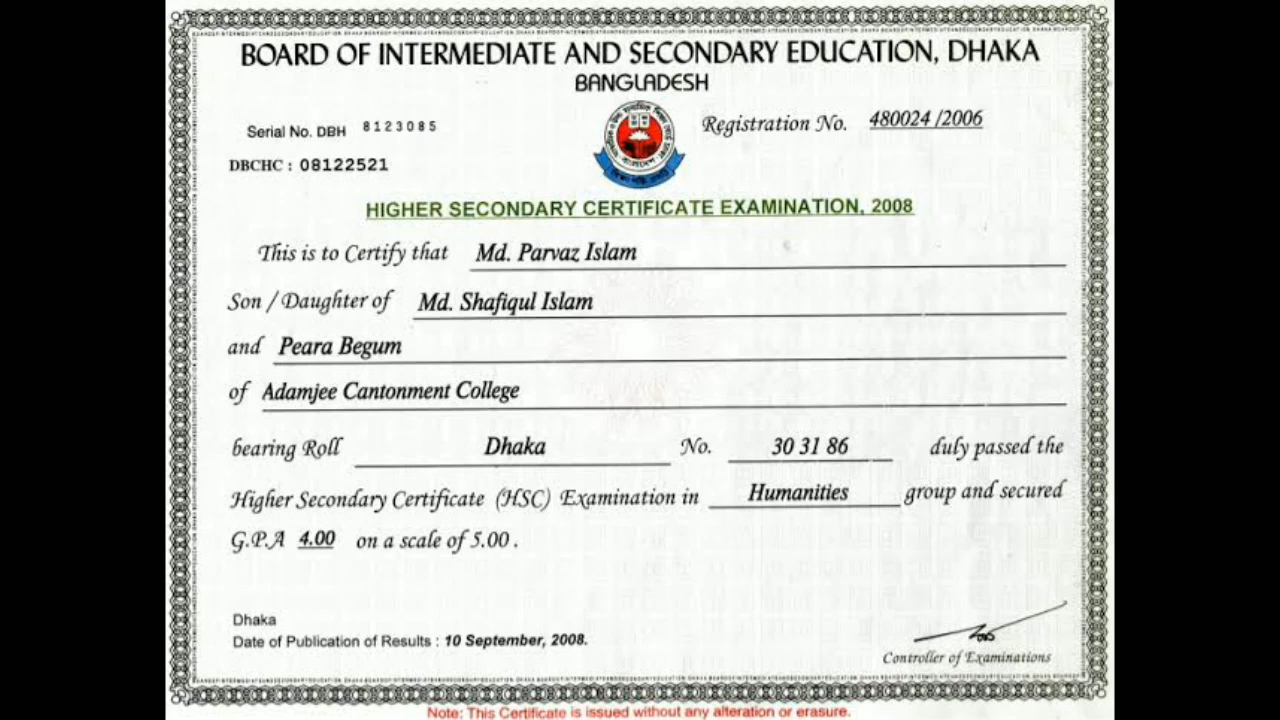 BOARD OF INTERMEDIATE AND SECONDARY EDUCATION, DHAKA
BANGLADESH
Serial No. DBH 8123085
Registration No. 480024 /2006
DBCHC : 08122521
HIGHER SECONDARY CERTIFICATE EXAMINATION, 2008
This is to Certify that Md. Parvaz Islam
Son / Daughter of Md. Shafiqul Islam
and Peara Begum
of Adamjee Cantonment College
bearing Roll Dhaka No. 30 31 86 duly passed the
Higher Secondary Certificate (HSC) Examination in Humanities group and secured
G.P.A 4.00 on a scale of 5.00 .
Dhaka
Date of Publication of Results : 10 September, 2008.
Controller of Examinations
Note: This Certificate is issued without any alteration or erasure.